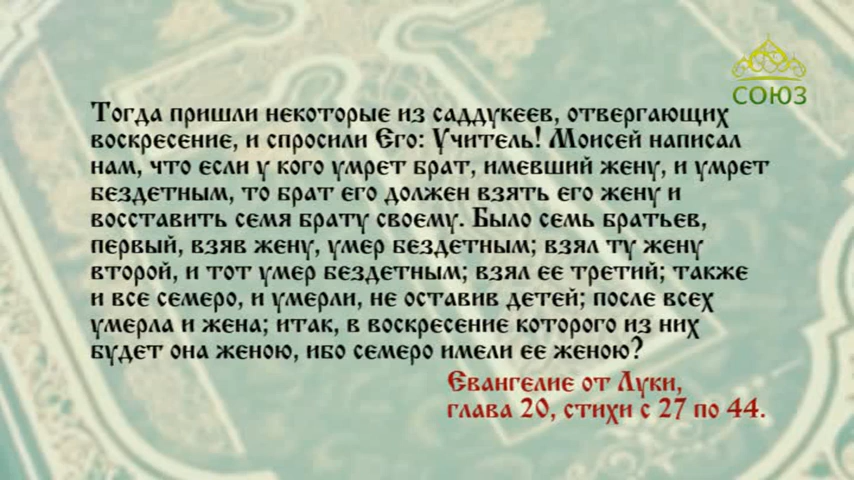 СОЮЗ
Тогда пришли некоторые из саддукеев, отвергающих
воскресение, и спросили Его: Учитель! Моисей написал
нам, что если у кого умрет брат, имевший жену, и умрет
бездетным, то брат его должен взять его жену и
восставить семя брату своему. Было семь братьев,
первый, взяв жену, умер бездетным; взял ту жену
второй, и тот умер бездетным; взял ее третий; также
и все семеро, и умерли, не оставив детей; после всех
умерла и жена; итак, в воскресение которого из них
будет она женою, ибо семеро имели ее женою?
Евангелие от Луки,
глава 20, стихи с 27 по 44.